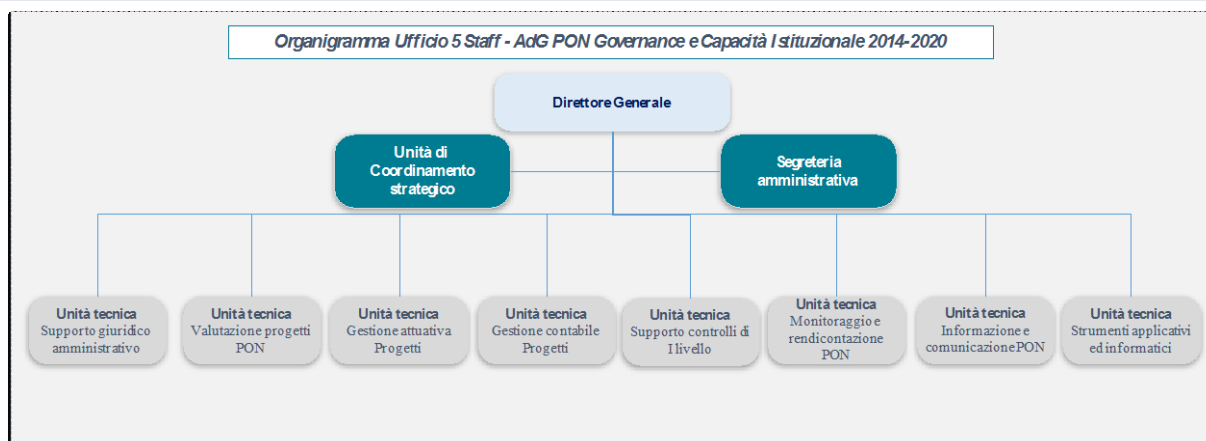 Organigramma Ufficio 5 Staff - AdG PON Governance e Capacità Istituzionale 2014-2020
Direttore Generale
Unità di
Coordinamento
strategico
Segreteria
amministrativa
Unità tecnica
Supporto giuridico
amministrativo
Unità tecnica
Valutazione progetti
PON
Unità tecnica
Gestione attuativa
Progetti
Unità tecnica
Gestione contabile
Progetti
Unità tecnica
Supporto controlli di
I livello
Unità tecnica
Monitoraggio e
rendicontazione
PON
Unità tecnica
Informazione e
comunicazione PON
Unità tecnica
Strumenti applicativi
ed informatici